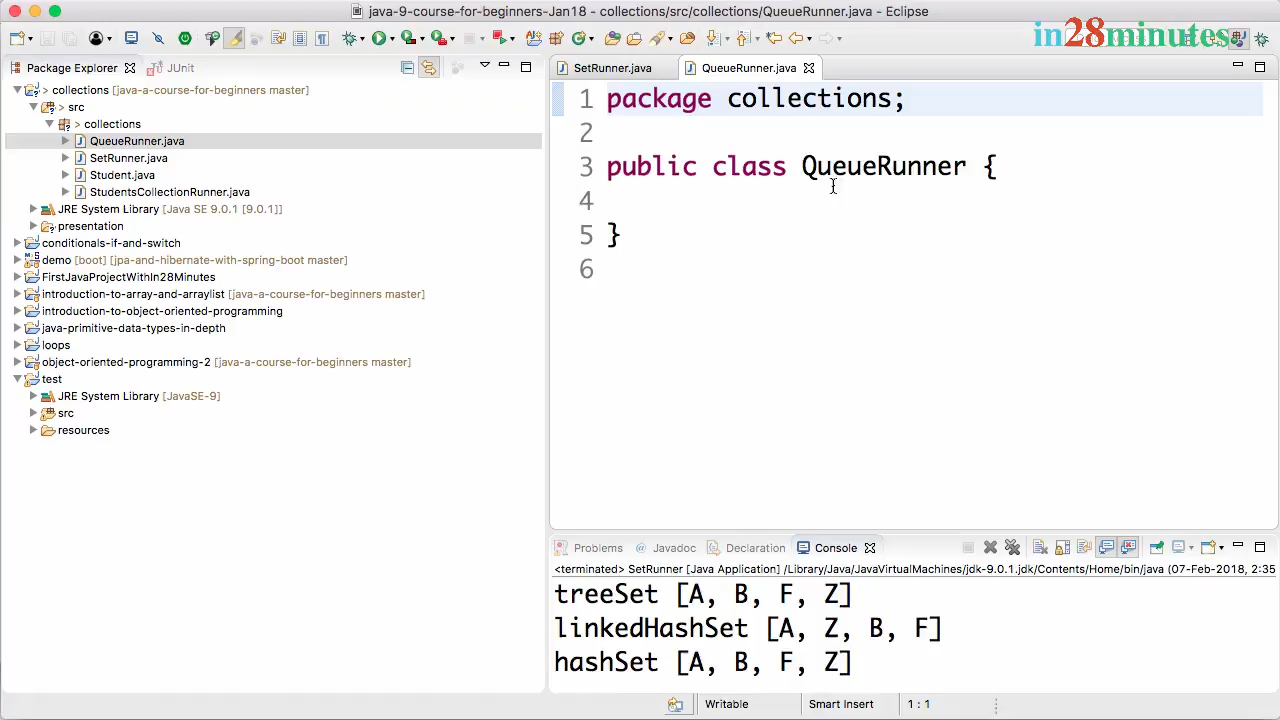 java-9-course-for-beginners-Jan18 - collections/src/collections/QueueRunner.java - Eclipse
in28minutes
Package Explorer
JUnit
SetRunner.java
QueueRunner.java
> collections [java-a-course-for-beginners master]
> src
> collections
QueueRunner.java
SetRunner.java
Student.java
StudentsCollectionRunner.java
JRE System Library [Java SE 9.0.1 [9.0.1]]
presentation
conditionals-if-and-switch
demo [boot] [jpa-and-hibernate-with-spring-boot master]
FirstJavaProjectWithIn28Minutes
introduction-to-array-and-arraylist [java-a-course-for-beginners master]
introduction-to-object-oriented-programming
java-primitive-data-types-in-depth
loops
object-oriented-programming-2 [java-a-course-for-beginners master]
test
JRE System Library [JavaSE-9]
src
resources
1 package collections;
2
3 public class QueueRunner {
4
5 }
6
Problems
@ Javadoc
Declaration
Console
<terminated> SetRunner [Java Application] /Library/Java/JavaVirtualMachines/jdk-9.0.1.jdk/Contents/Home/bin/java (07-Feb-2018, 2:35
treeSet [A, B, F, Z]
linkedHashSet [A, Z, B, F]
hashSet [A, B, F, Z]
Writable
Smart Insert
1 : 1